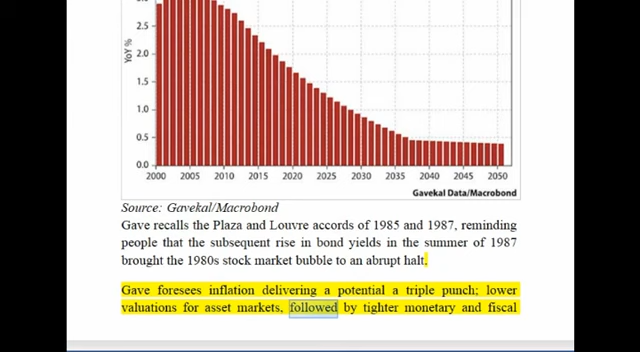 YoY %
2.5
2.0
1.5
1.0
0.5
0.0
2000 2005 2010 2015 2020 2025 2030 2035 2040 2045 2050
Gavekal Data/Macrobond
Source: Gavekal/Macrobond
Gave recalls the Plaza and Louvre accords of 1985 and 1987, reminding
people that the subsequent rise in bond yields in the summer of 1987
brought the 1980s stock market bubble to an abrupt halt.
Gave foresees inflation delivering a potential a triple punch; lower
valuations for asset markets, followed by tighter monetary and fiscal